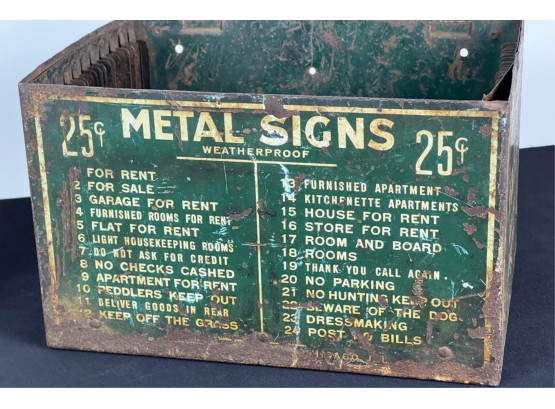 25¢ METAL SIGNS 25¢
WEATHERPROOF
1 FOR RENT
2 FOR SALE
3 GARAGE FOR RENT
4 FURNISHED ROOMS FOR RENT
5 FLAT FOR RENT
6 LIGHT HOUSEKEEPING ROOMS
7 DO NOT ASK FOR CREDIT
8 NO CHECKS CASHED
9 APARTMENT FOR RENT
10 PEDDLERS KEEP OUT
11 DELIVER GOODS IN REAR
12 KEEP OFF THE GRASS
13 FURNISHED APARTMENT
14 KITCHENETTE APARTMENTS
15 HOUSE FOR RENT
16 STORE FOR RENT
17 ROOM AND BOARD
18 ROOMS
19 THANK YOU CALL AGAIN.
20 NO PARKING
21 NO HUNTING KEEP OUT
22 BEWARE OF THE DOG
23 DRESSMAKING
24 POST NO BILLS